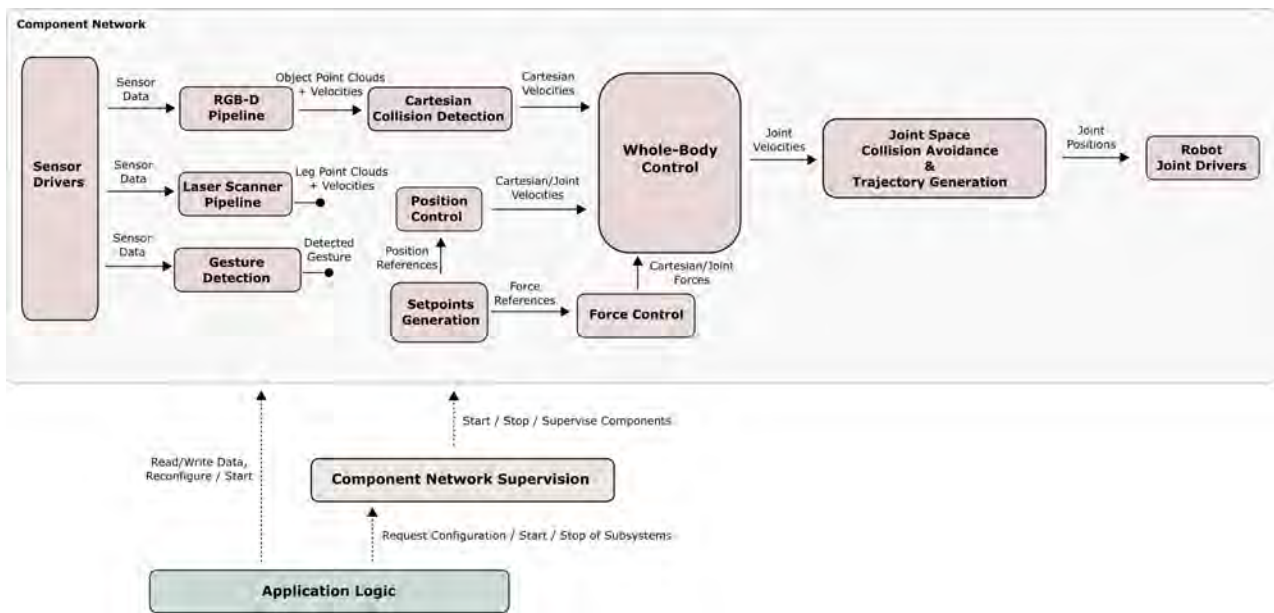 Component Network
Sensor
Drivers
Sensor
Data
RGB-D
Pipeline
Object Point Clouds
+ Velocities
Cartesian
Collision Detection
Cartesian
Velocities
Whole-Body
Control
Joint
Velocities
Joint Space
Collision Avoidance
&
Trajectory Generation
Joint
Positions
Robot
Joint Drivers
Sensor
Data
Laser Scanner
Pipeline
Leg Point Clouds
+ Velocities
Position
Control
Cartesian/Joint
Velocities
Sensor
Data
Gesture
Detection
Detected
Gesture
Position
References
Setpoints
Generation
Force
References
Force Control
Cartesian/Joint
Forces
Start / Stop / Supervise Components
Read/Write Data,
Reconfigure / Start
Component Network Supervision
Request Configuration / Start / Stop of Subsystems
Application Logic